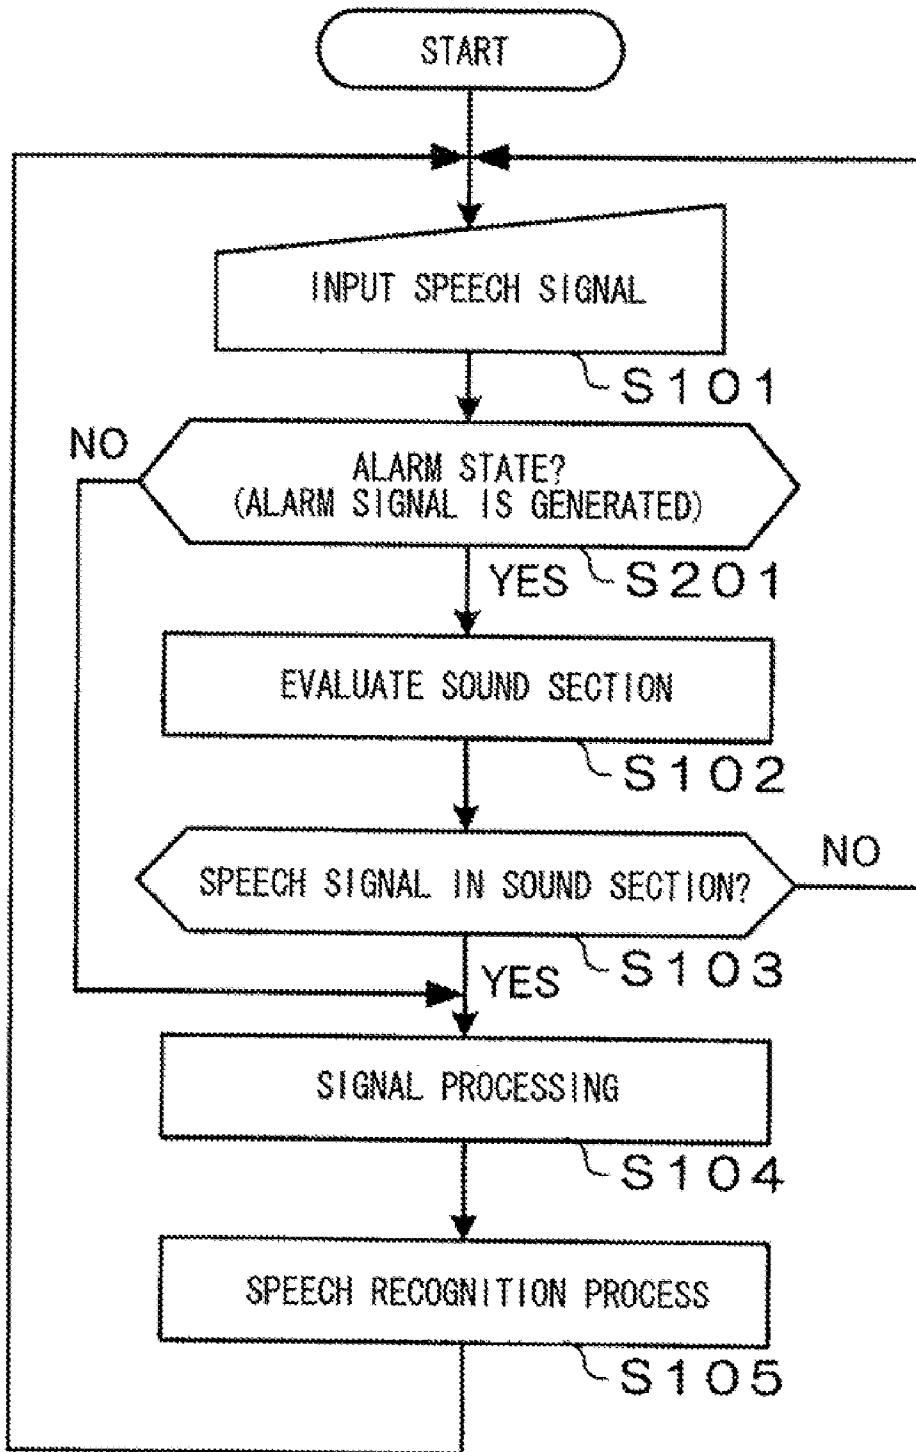 START
INPUT SPEECH SIGNAL
S101
NO
ALARM STATE?
(ALARM SIGNAL IS GENERATED)
YES
S201
EVALUATE SOUND SECTION
S102
SPEECH SIGNAL IN SOUND SECTION?
NO
YES
S103
SIGNAL PROCESSING
S104
SPEECH RECOGNITION PROCESS
S105